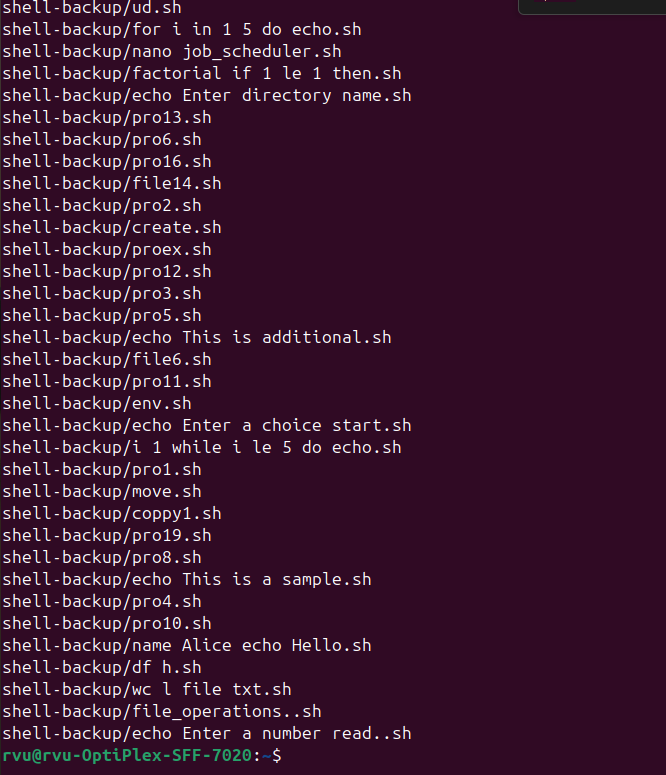 shell-backup/ud.sh
shell-backup/for i in 1 5 do echo.sh
shell-backup/nano job_scheduler.sh
shell-backup/factorial if 1 le 1 then.sh
shell-backup/echo Enter directory name.sh
shell-backup/pro13.sh
shell-backup/pro6.sh
shell-backup/pro16.sh
shell-backup/file14.sh
shell-backup/pro2.sh
shell-backup/create.sh
shell-backup/proex.sh
shell-backup/pro12.sh
shell-backup/pro3.sh
shell-backup/pro5.sh
shell-backup/echo This is additional.sh
shell-backup/file6.sh
shell-backup/pro11.sh
shell-backup/env.sh
shell-backup/echo Enter a choice start.sh
shell-backup/i 1 while i le 5 do echo.sh
shell-backup/pro1.sh
shell-backup/move.sh
shell-backup/coppy1.sh
shell-backup/pro19.sh
shell-backup/pro8.sh
shell-backup/echo This is a sample.sh
shell-backup/pro4.sh
shell-backup/pro10.sh
shell-backup/name Alice echo Hello.sh
shell-backup/df h.sh
shell-backup/wc l file txt.sh
shell-backup/file_operations..sh
shell-backup/echo Enter a number read..sh
rvu@rvu-OptiPlex-SFF-7020:~$